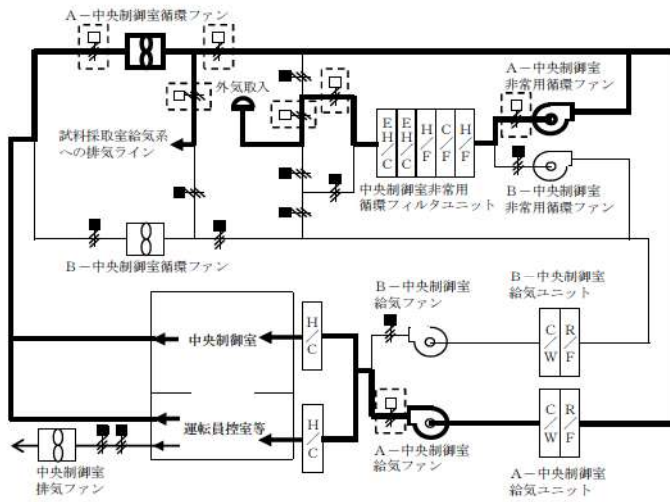 A－中央制御室循環ファン
外気取入
A－中央制御室
非常用循環ファン
試料採取室給気系
への排気ライン
E
H
/
C
E
H
/
C
H
/
F
C
/
F
H
/
F
中央制御室非常用
循環フィルタユニット
B－中央制御室
非常用循環ファン
B－中央制御室循環ファン
B－中央制御室
給気ファン
B－中央制御室
給気ユニット
中央制御室
H
/
C
C
/
W
R
/
F
運転員控室等
H
/
C
C
/
W
R
/
F
中央制御室
排気ファン
A－中央制御室
給気ファン
A－中央制御室
給気ユニット